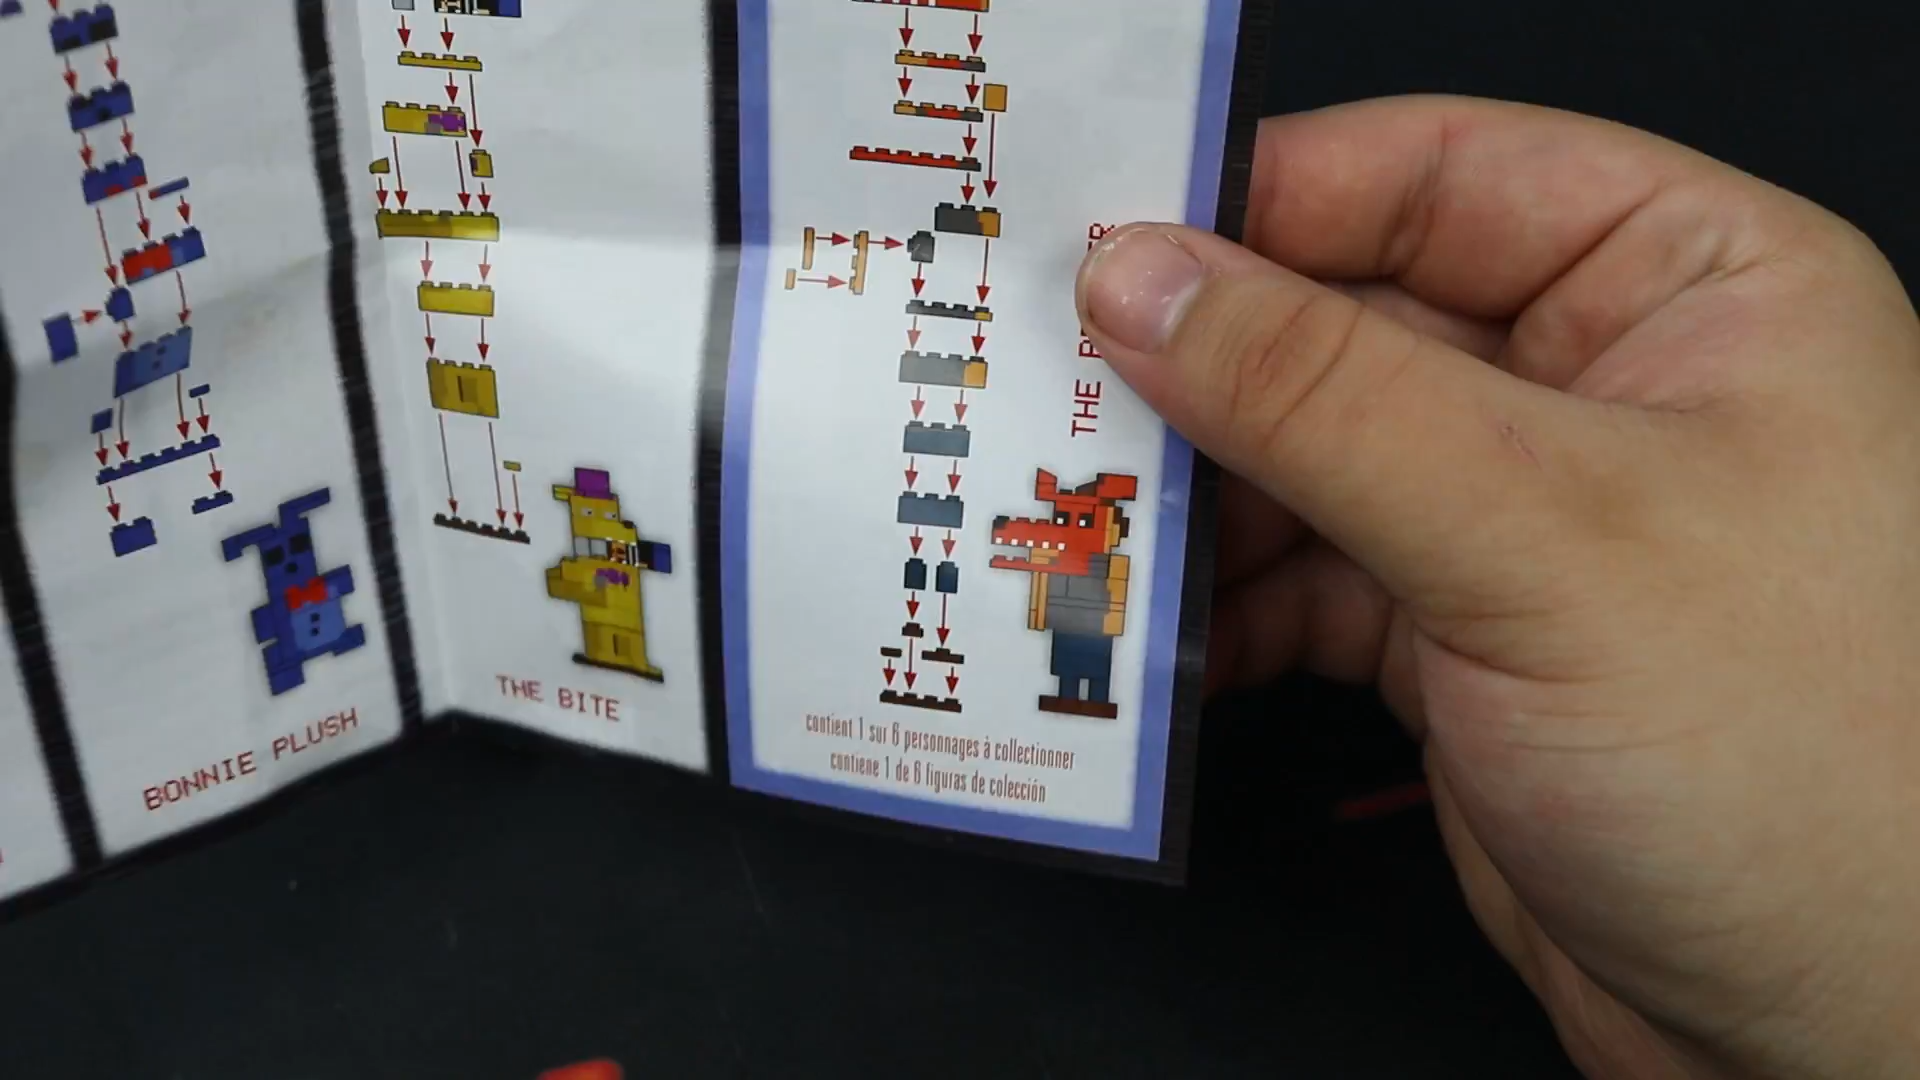 BONNIE PLUSH
THE BITE
THE
contient 1 sur 6 personnages à collectionner
contiene 1 de 6 figuras de colección